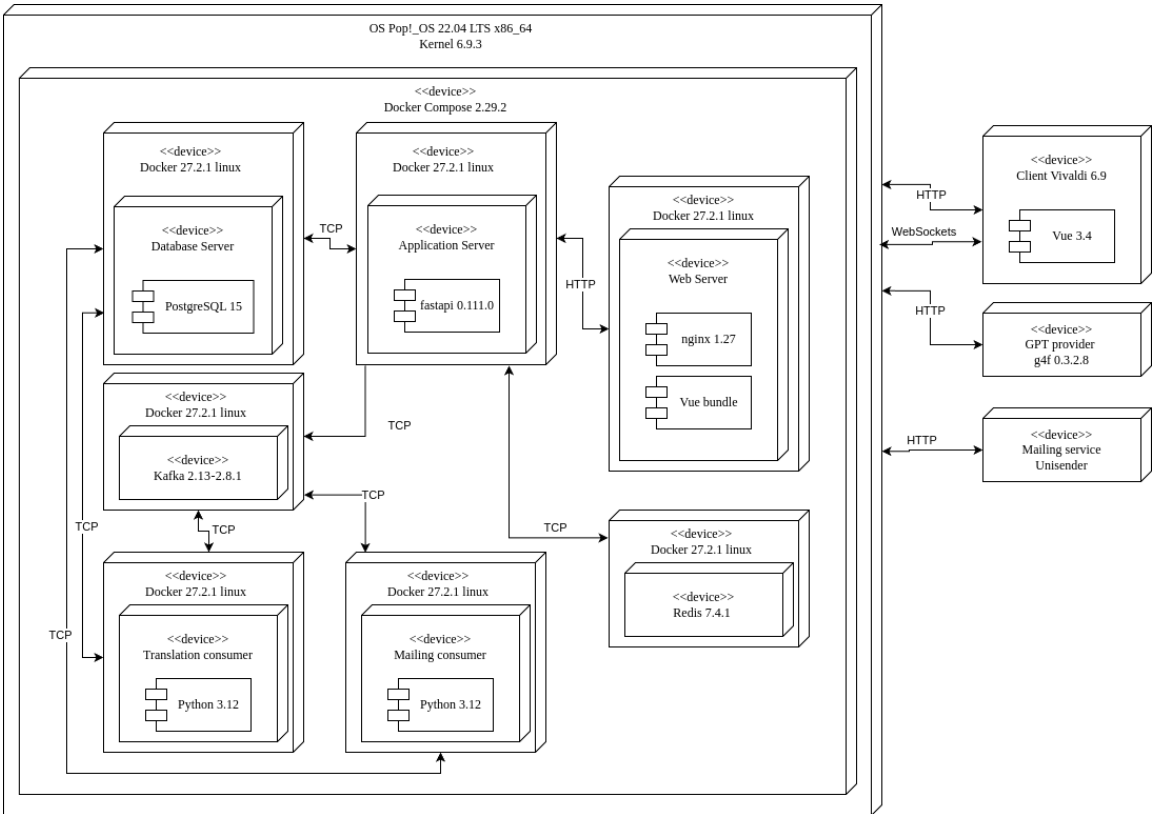 OS Pop!_OS 22.04 LTS x86_64
Kernel 6.9.3
<<device>>
Docker Compose 2.29.2
<<device>>
Docker 27.2.1 linux
<<device>>
Database Server
PostgreSQL 15
TCP
<<device>>
Docker 27.2.1 linux
<<device>>
Application Server
fastapi 0.111.0
HTTP
<<device>>
Docker 27.2.1 linux
<<device>>
Web Server
nginx 1.27
Vue bundle
HTTP
WebSockets
<<device>>
Client Vivaldi 6.9
Vue 3.4
HTTP
<<device>>
GPT provider
g4f 0.3.2.8
HTTP
<<device>>
Mailing service
Unisender
<<device>>
Docker 27.2.1 linux
<<device>>
Kafka 2.13-2.8.1
TCP
TCP
TCP
TCP
TCP
TCP
<<device>>
Docker 27.2.1 linux
<<device>>
Redis 7.4.1
<<device>>
Docker 27.2.1 linux
<<device>>
Translation consumer
Python 3.12
<<device>>
Docker 27.2.1 linux
<<device>>
Mailing consumer
Python 3.12